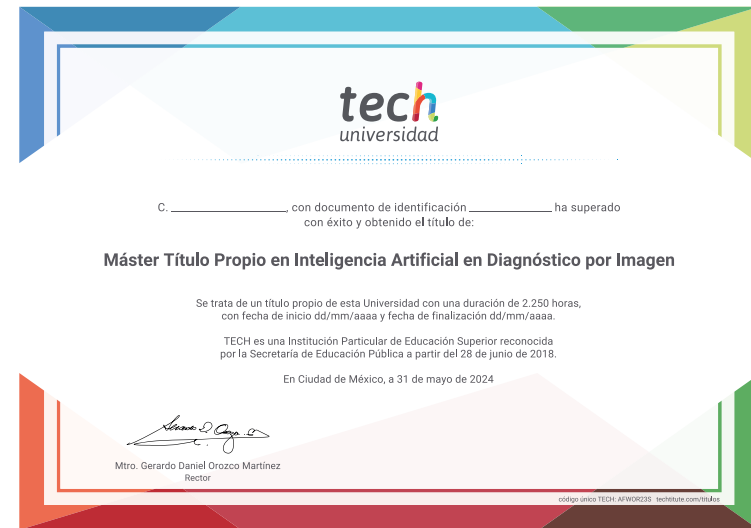 tech
universidad
C. ____________________, con documento de identificación ______________ ha superado
con éxito y obtenido el título de:
Máster Título Propio en Inteligencia Artificial en Diagnóstico por Imagen
Se trata de un título propio de esta Universidad con una duración de 2.250 horas,
con fecha de inicio dd/mm/aaaa y fecha de finalización dd/mm/aaaa.
TECH es una Institución Particular de Educación Superior reconocida
por la Secretaría de Educación Pública a partir del 28 de junio de 2018.
En Ciudad de México, a 31 de mayo de 2024
Mtro. Gerardo Daniel Orozco Martínez
Rector
código único TECH: AFWOR23S techtitute.com/titulos